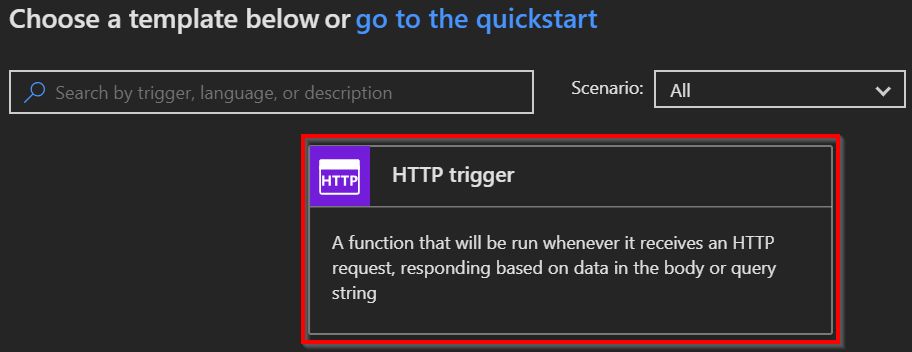 Choose a template below or go to the quickstart
Search by trigger, language, or description
Scenario:
All
HTTP
HTTP trigger
A function that will be run whenever it receives an HTTP
request, responding based on data in the body or query
string